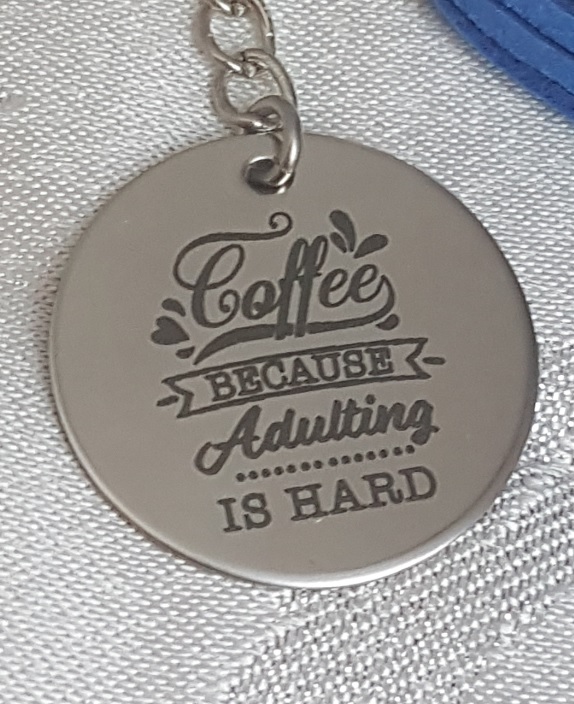 Coffee
BECAUSE
Adulting
IS HARD